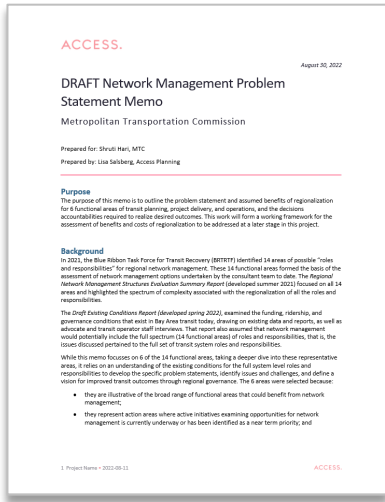 ACCESS.
August 30, 2022
DRAFT Network Management Problem
Statement Memo
Metropolitan Transportation Commission
Prepared for: Shruti Hari, MTC
Prepared by: Lisa Salsberg, Access Planning
Purpose
The purpose of this memo is to outline the problem statement and assumed benefits of regionalization
for 6 functional areas of transit planning, project delivery, and operations, and the decisions
accountabilities required to realize desired outcomes. This work will form a working framework for the
assessment of benefits and costs of regionalization to be addressed at a later stage in this project.
Background
In 2021, the Blue Ribbon Task Force for Transit Recovery (BRTRTF) identified 14 areas of possible "roles
and responsibilities" for regional network management. These 14 functional areas formed the basis of the
assessment of network management options undertaken by the consultant team to date. The Regional
Network Management Structures Evaluation Summary Report (developed summer 2021) focused on all 14
areas and highlighted the spectrum of complexity associated with the regionalization of all the roles and
responsibilities.
The Draft Existing Conditions Report (developed spring 2022), examined the funding, ridership, and
governance conditions that exist in Bay Area transit today, drawing on existing data and reports, as well as
advocate and transit operator staff interviews. That report also assumed that network management
would potentially include the full spectrum (14 functional areas) of roles and responsibilities, that is, the
issues discussed pertained to the full set of transit system roles and responsibilities.
While this memo focusses on 6 of the 14 functional areas, taking a deeper dive into these representative
areas, it relies on an understanding of the existing conditions for the full system level roles and
responsibilities to develop the specific problem statements, identify issues and challenges, and define a
vision for improved transit outcomes through regional governance. The 6 areas were selected because:
• they are illustrative of the broad range of functional areas that could benefit from network
management;
• they represent action areas where active initiatives examining opportunities for network
management is currently underway or has been identified as a near term priority; and
1 Project Name • 2022-08-11
ACCESS.